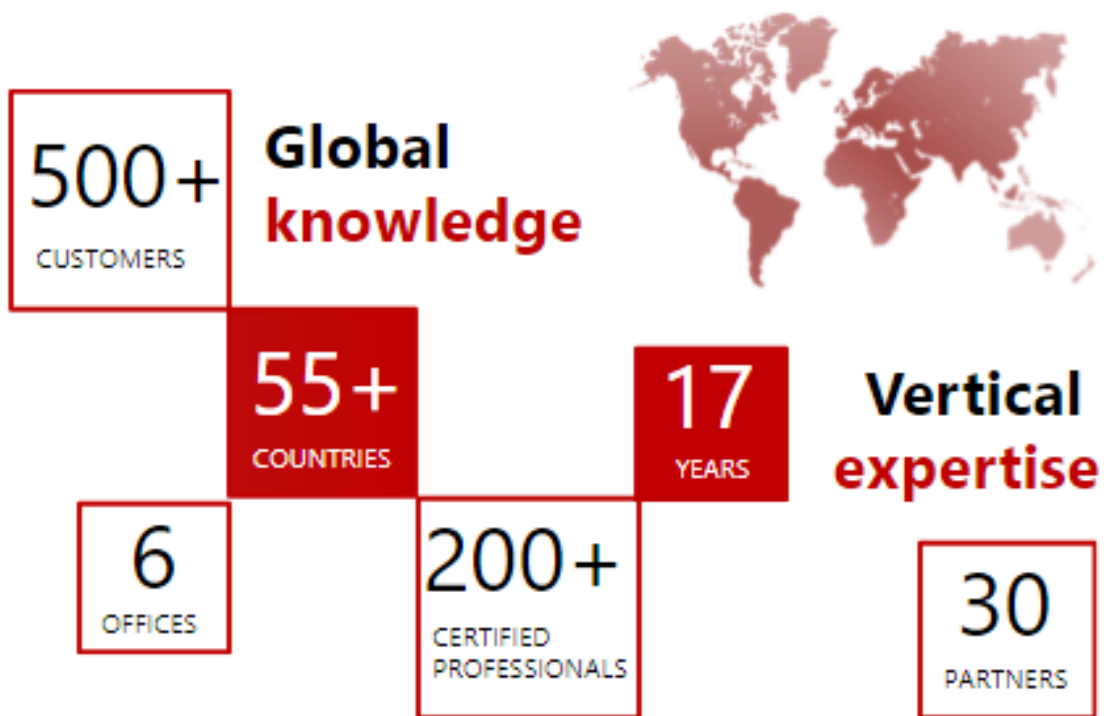 500+
CUSTOMERS
Global
knowledge
55+
COUNTRIES
17
YEARS
Vertical
expertise
6
OFFICES
200+
CERTIFIED
PROFESSIONALS
30
PARTNERS